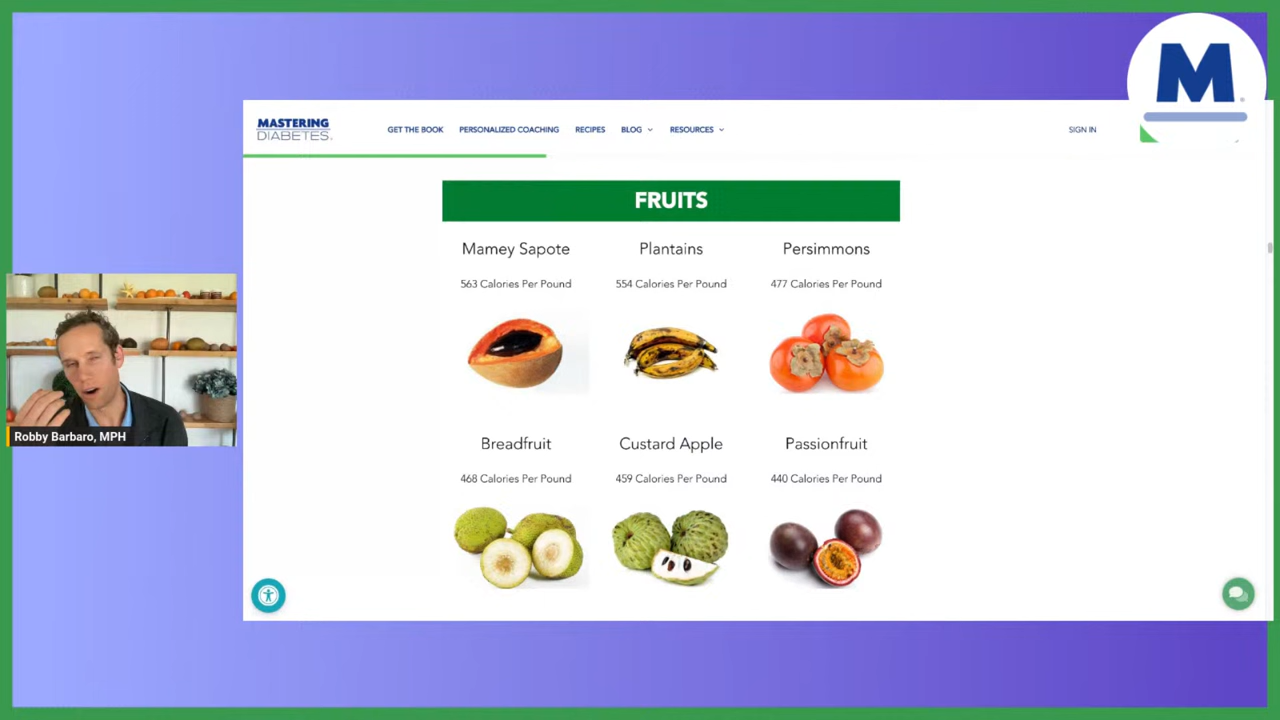 M
MASTERING
DIABETES
GET THE BOOK PERSONALIZED COACHING RECIPES BLOG RESOURCES SIGN IN
FRUITS
Mamey Sapote Plantains Persimmons
563 Calories Per Pound 554 Calories Per Pound 477 Calories Per Pound
Breadfruit Custard Apple Passionfruit
468 Calories Per Pound 459 Calories Per Pound 440 Calories Per Pound
Robby Barbaro, MPH